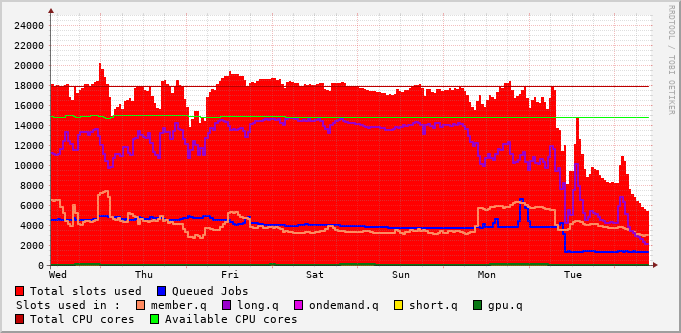 RRDTOOL / TOBI OETIKER
24000
22000
20000
18000
16000
14000
12000
10000
8000
6000
4000
2000
0
Wed Thu Fri Sat Sun Mon Tue
Total slots used Queued Jobs
Slots used in : member.q long.q ondemand.q short.q gpu.q
Total CPU cores Available CPU cores